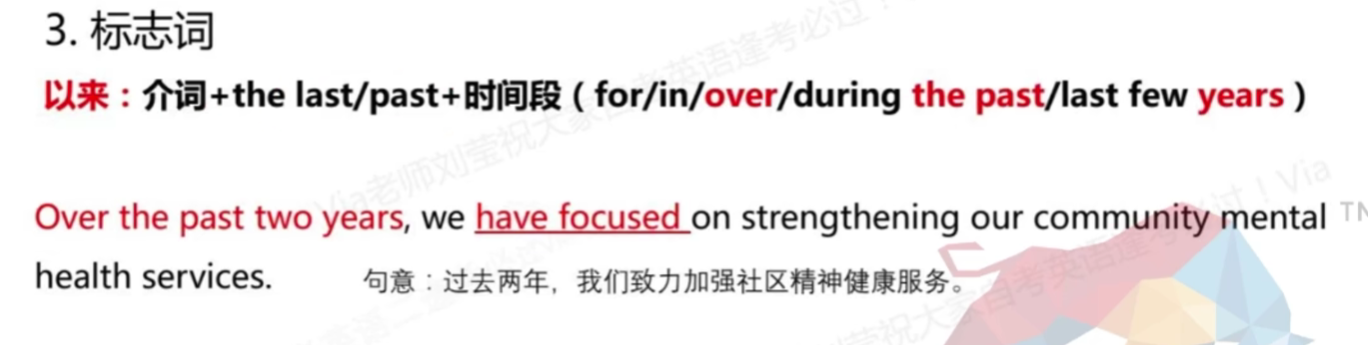 3. 标志词
以来：介词+the last/past+时间段（for/in/over/during the past/last few years）
Over the past two years, we have focused on strengthening our community mental
health services.  句意：过去两年，我们致力加强社区精神健康服务。
Via老师刘莹祝大家自考英语逢考必过！